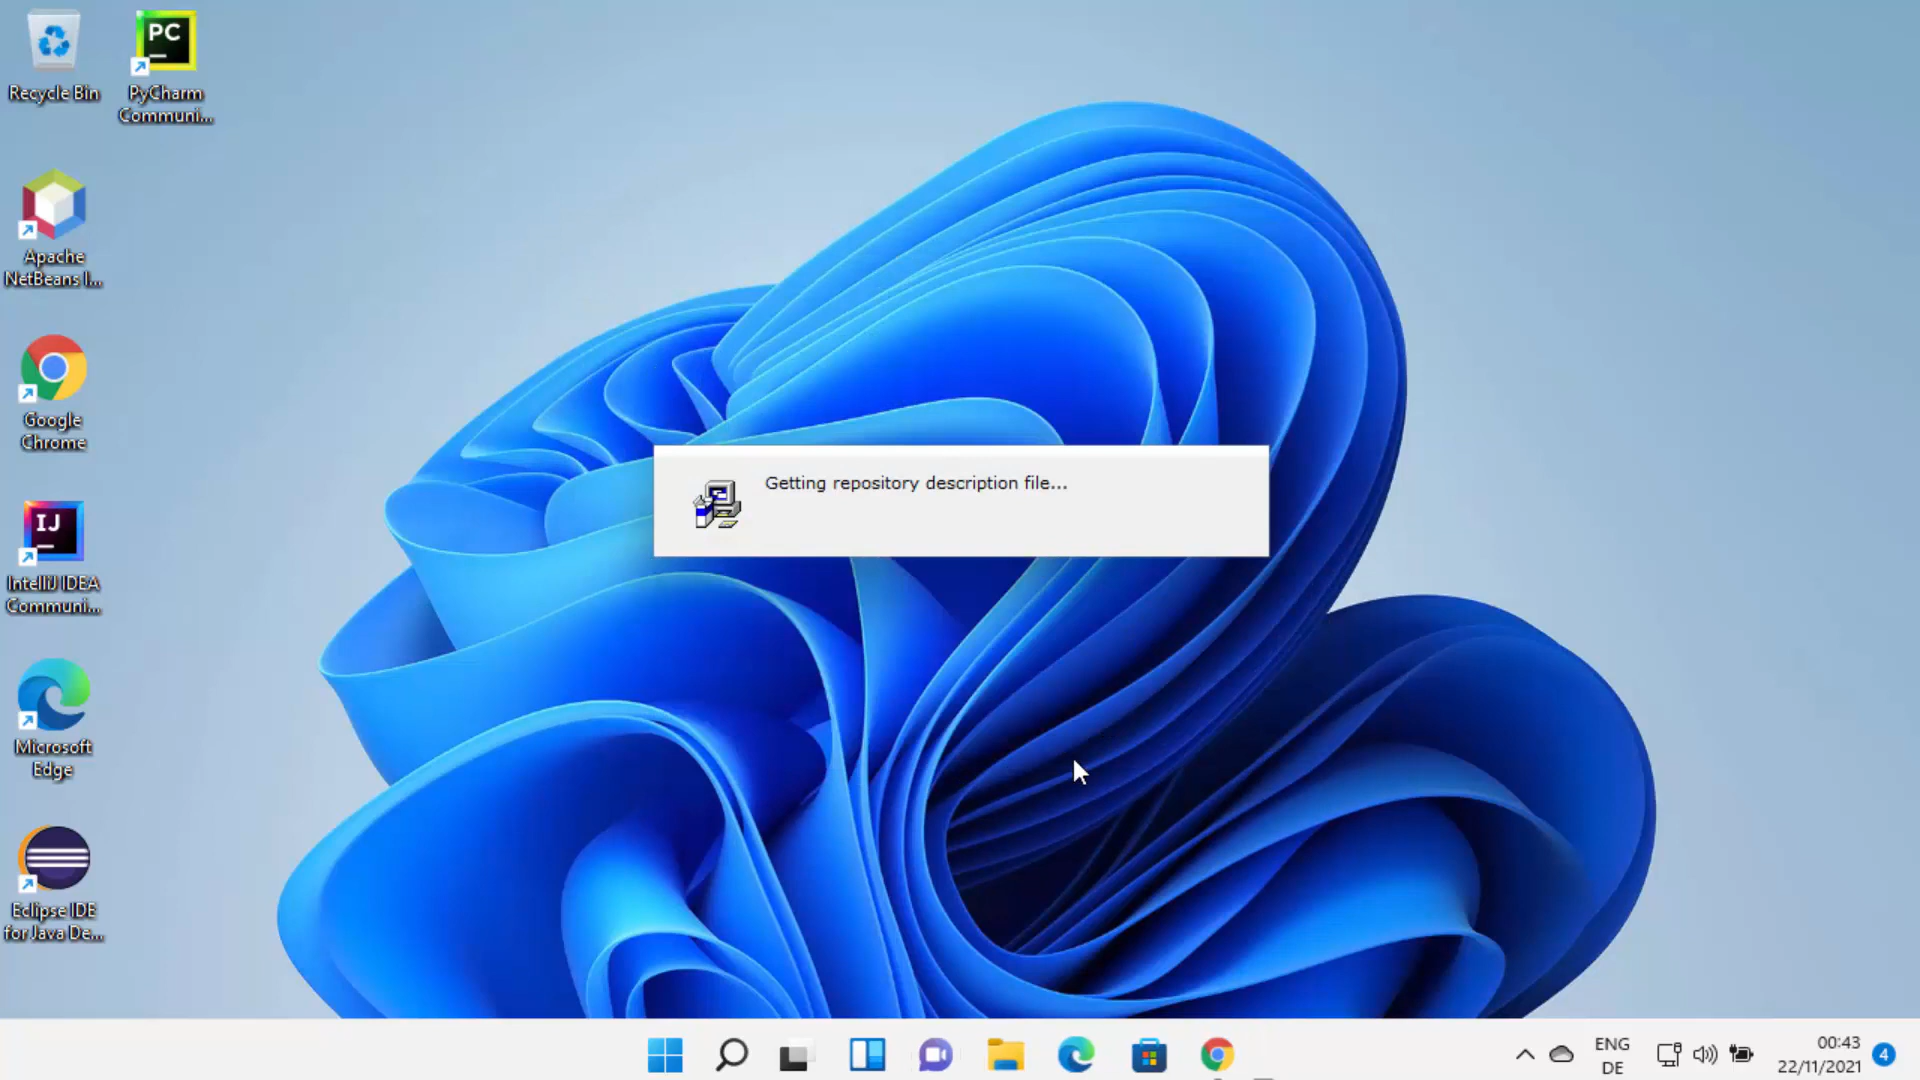 Recycle Bin
PC
PyCharm
Communi...
Apache
NetBeans I...
Google
Chrome
IJ
IntelliJ IDEA
Communi...
Microsoft
Edge
Eclipse IDE
for Java De...
Getting repository description file...
ENG
DE
00:43
22/11/2021
4